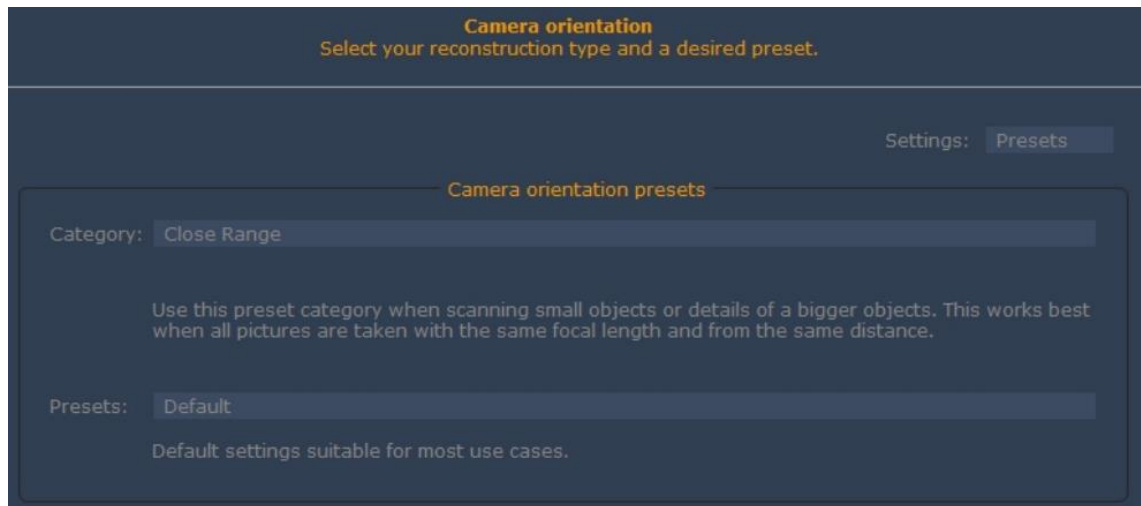 Camera orientation
Select your reconstruction type and a desired preset.
Settings: Presets
Camera orientation presets
Category: Close Range
Use this preset category when scanning small objects or details of a bigger objects. This works best
when all pictures are taken with the same focal length and from the same distance.
Presets: Default
Default settings suitable for most use cases.